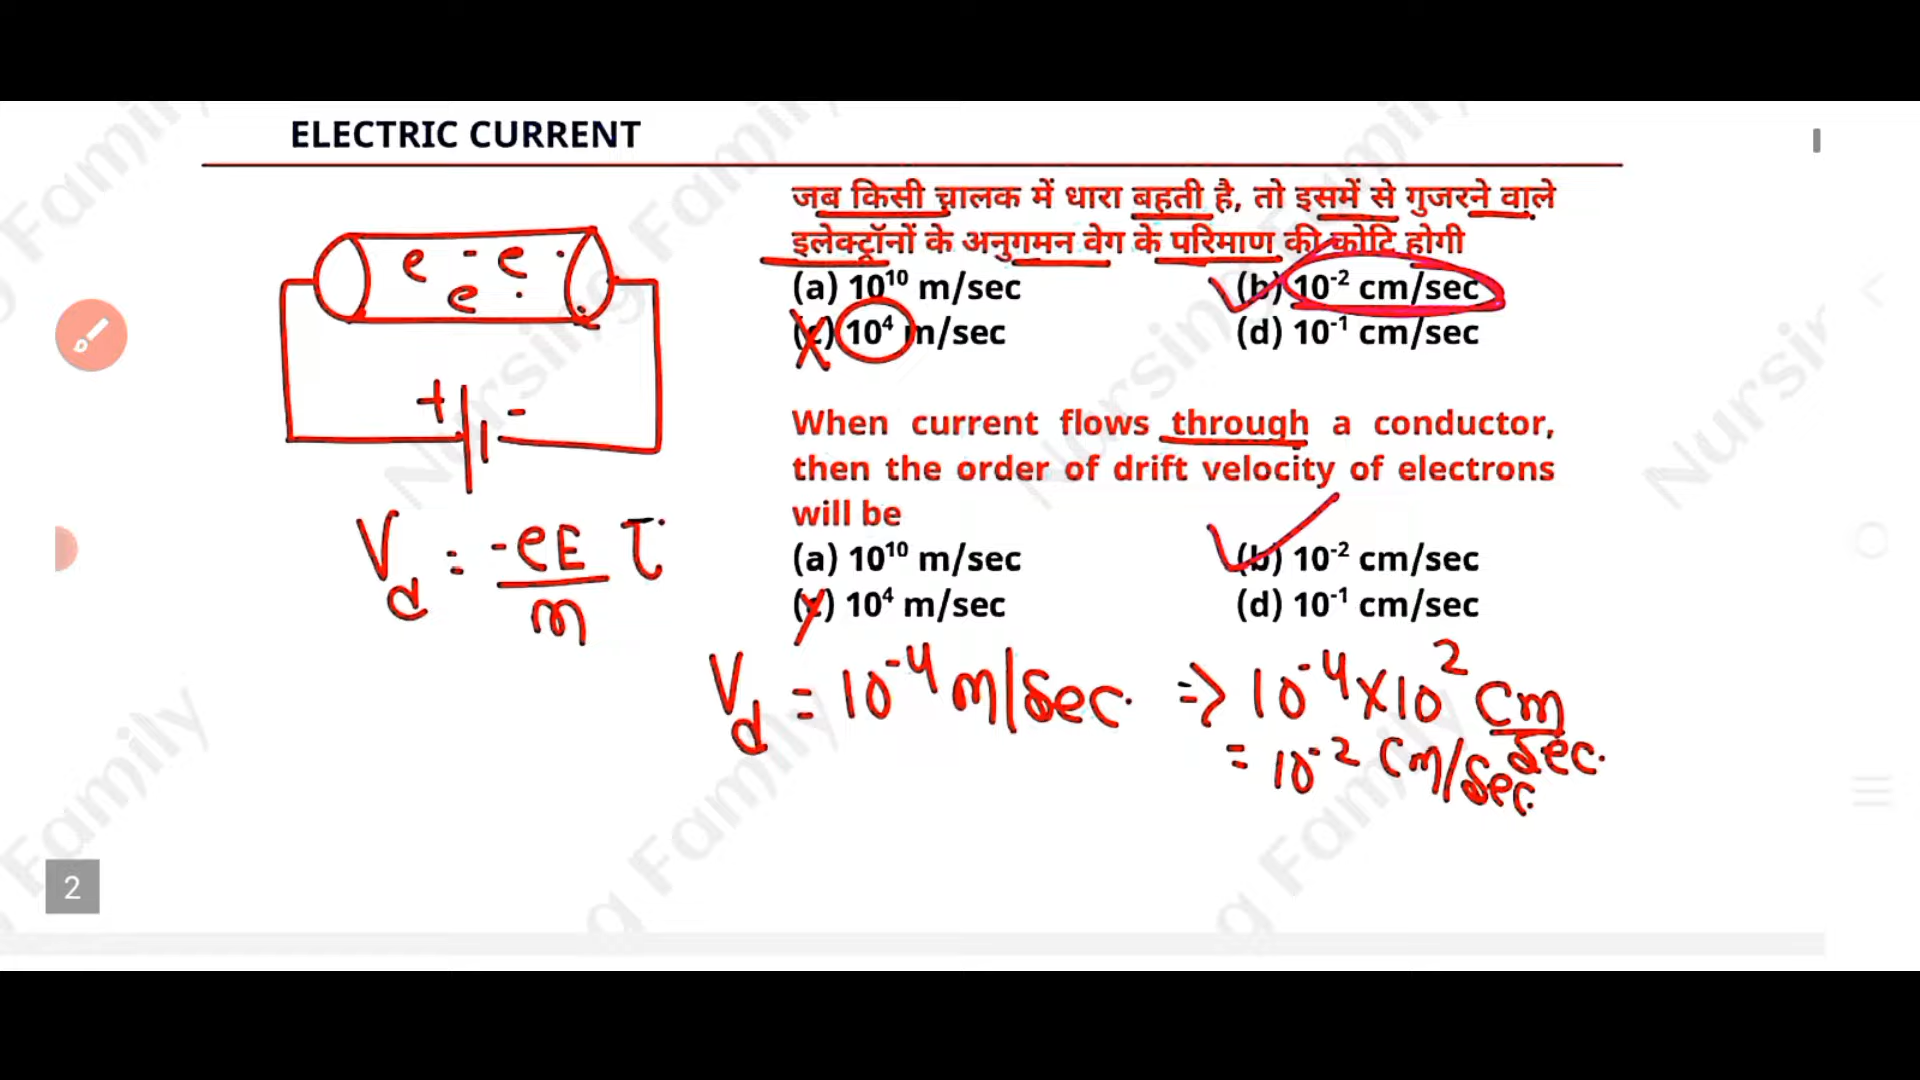 ELECTRIC CURRENT
जब किसी चालक में धारा बहती है, तो इसमें से गुजरने वाले
इलेक्ट्रॉनों के अनुगमन वेग के परिमाण की कोटि होगी
(a) 10¹⁰ m/sec (b) 10⁻² cm/sec
(c) 10⁴ m/sec (d) 10⁻¹ cm/sec
e - e .
e .
+ -
When current flows through a conductor,
then the order of drift velocity of electrons
will be
(a) 10¹⁰ m/sec (b) 10⁻² cm/sec
(c) 10⁴ m/sec (d) 10⁻¹ cm/sec
V_d = -eE/m τ
V_d = 10⁻⁴ m/sec. => 10⁻⁴ x 10² cm/sec.
= 10⁻² cm/sec.
2
Nursing Family